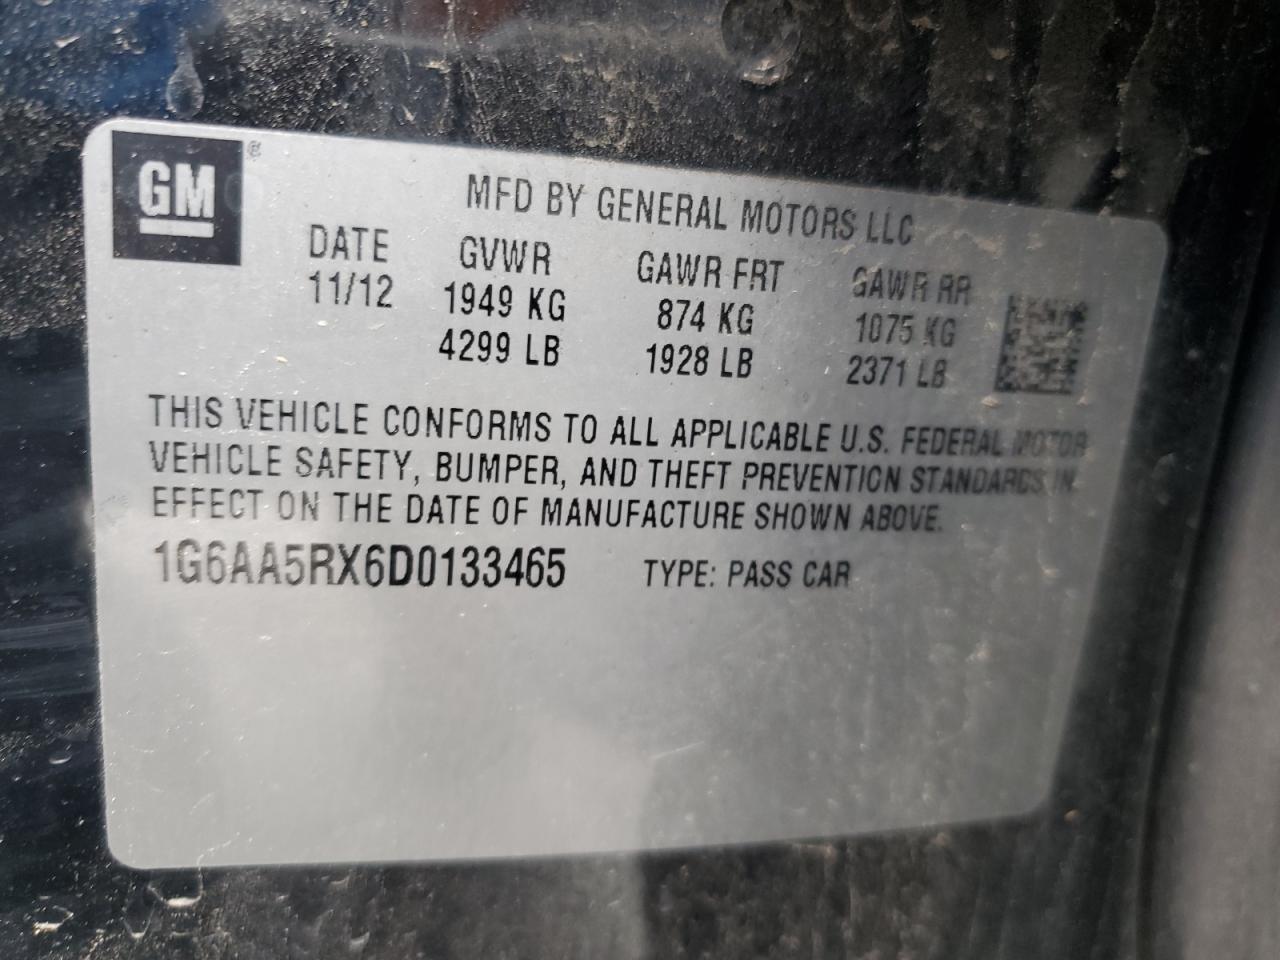 GM®
MFD BY GENERAL MOTORS LLC
DATE GVWR GAWR FRT GAWR RR
11/12 1949 KG 874 KG 1075 KG
4299 LB 1928 LB 2371 LB
THIS VEHICLE CONFORMS TO ALL APPLICABLE U.S. FEDERAL MOTOR
VEHICLE SAFETY, BUMPER, AND THEFT PREVENTION STANDARDS IN
EFFECT ON THE DATE OF MANUFACTURE SHOWN ABOVE.
1G6AA5RX6D0133465 TYPE: PASS CAR